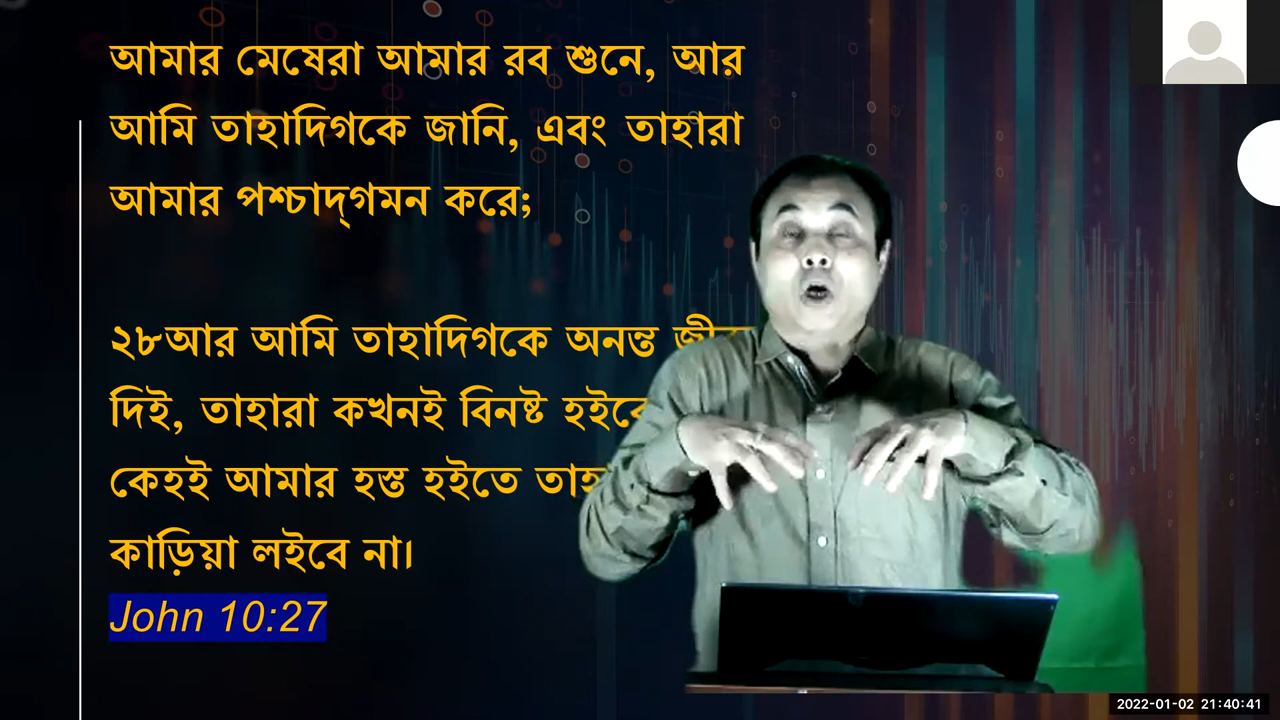 আমার মেষেরা আমার রব শুনে, আর
আমি তাহাদিগকে জানি, এবং তাহারা
আমার পশ্চাদ্‌গমন করে;
২৮আর আমি তাহাদিগকে অনন্ত
দিই, তাহারা কখনই বিনষ্ট
কেহই আমার হস্ত হইতে
কাড়িয়া লইবে না।
John 10:27
2022-01-02 21:40:41